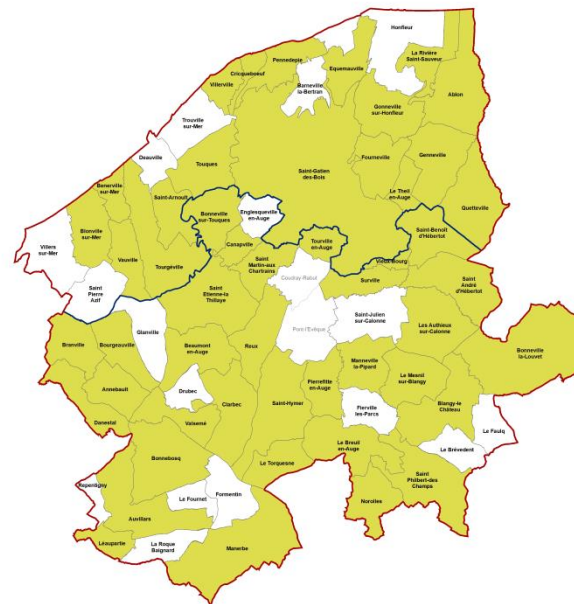 Honfleur
La Rivière
Saint-Sauveur
Pennedepie
Cricqueboeuf
Equemauville
Villerville
Barneville
la-Bertran
Ablon
Gonneville
sur-Honfleur
Trouville
sur-Mer
Deauville
Touques
Fourneville
Genneville
Saint-Gatien
des-Bois
Benerville
sur-Mer
Saint-Arnoult
Le Theil
en-Auge
Quetteville
Englesqueville
en-Auge
Bonneville
sur-Touques
Blonville
sur-Mer
Saint-Benoît
d'Hébertot
Tourville
en-Auge
Canapville
Villers
sur-Mer
Vauville
Tourgéville
Saint
Martin-aux
Chartrains
Vieux-Bourg
Saint
André
d'Hébertot
Coudray-Rabut
Surville
Saint
Pierre
Azif
Saint
Etienne-la
Thillaye
Saint-Julien
sur-Calonne
Pont-l'Evêque
Les Authieux
sur-Calonne
Glanville
Branville
Bourgeauville
Beaumont
en-Auge
Reux
Bonneville
la-Louvet
Manneville
la-Pipard
Le Mesnil
sur-Blangy
Pierrefitte
en-Auge
Annebault
Drubec
Clarbec
Saint-Hymer
Blangy-le
Château
Fierville
les-Parcs
Danestal
Valsemé
Le Faulq
Le Breuil
en-Auge
Le Brévedent
Bonnebosq
Le Torquesne
Saint
Philbert-des
Champs
Repentigny
Le Fournet
Formentin
Norolles
Auvillars
Léaupartie
La Roque
Baignard
Manerbe